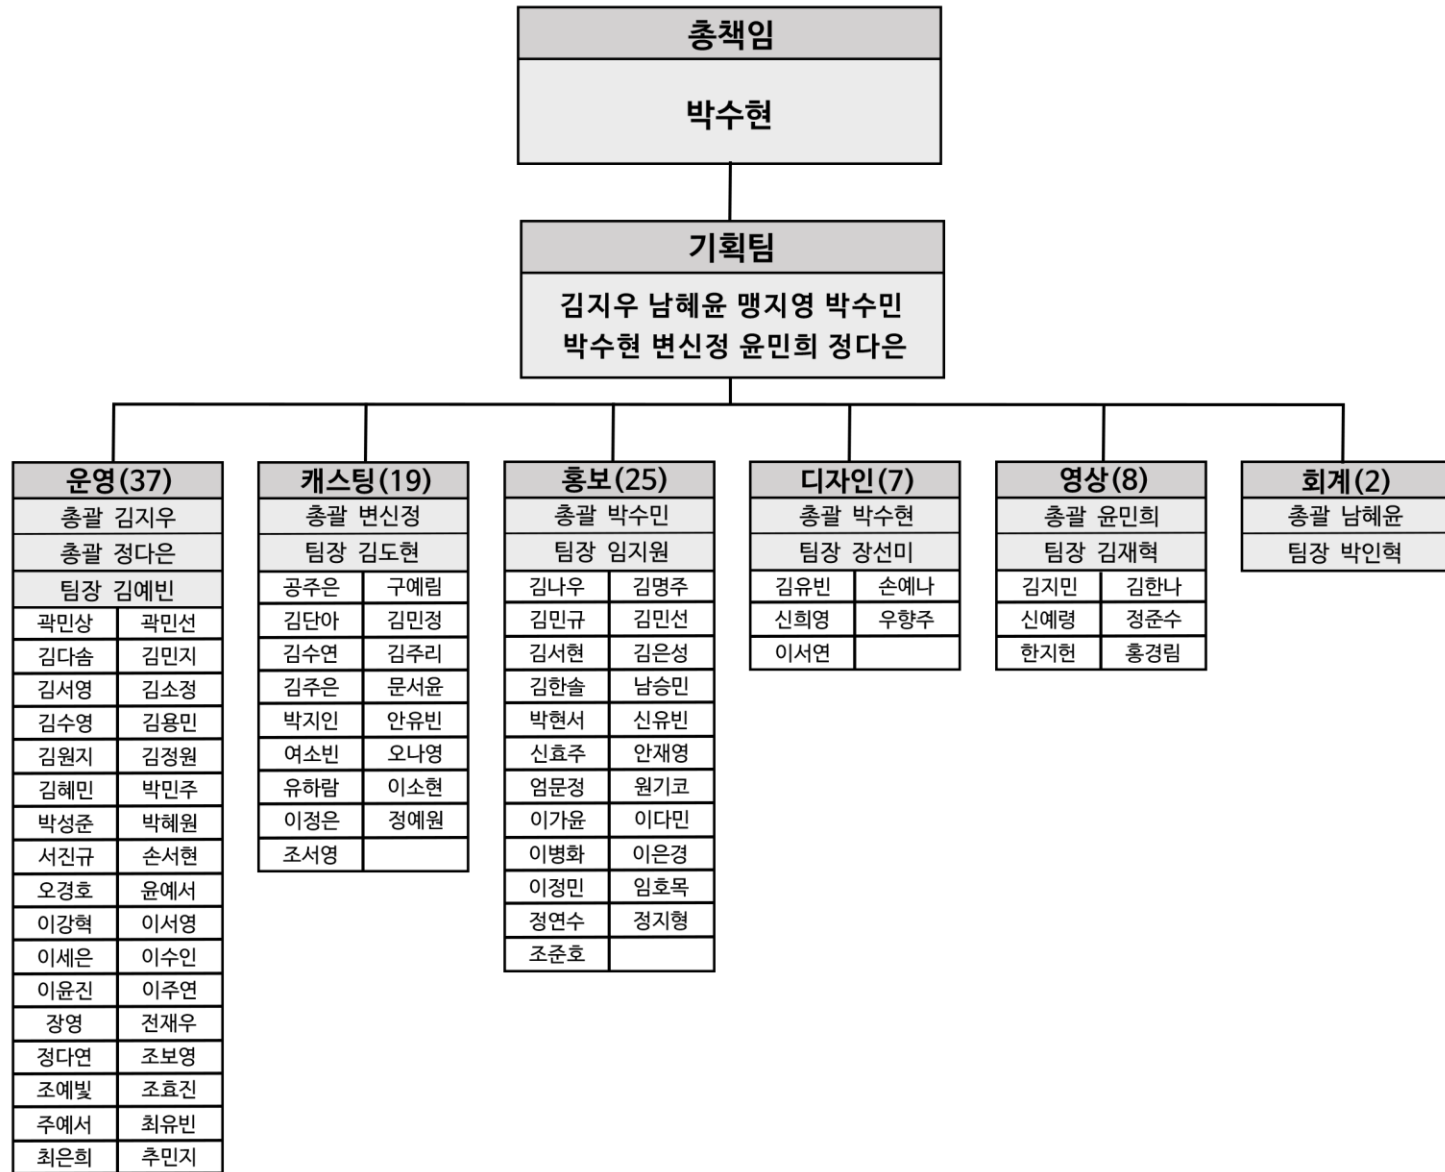 총책임
박수현
기획팀
김지우 남혜윤 맹지영 박수민
박수현 변신정 윤민희 정다은
운영(37)
총괄 김지우
총괄 정다은
팀장 김예빈
곽민상 곽민선
김다솜 김민지
김서영 김소정
김수영 김용민
김원지 김정원
김혜민 박민주
박성준 박혜원
서진규 손서현
오경호 윤예서
이강혁 이서영
이세은 이수인
이윤진 이주연
장영 전재우
정다연 조보영
조예빛 조효진
주예서 최유빈
최은희 추민지
캐스팅(19)
총괄 변신정
팀장 김도현
공주은 구예림
김단아 김민정
김수연 김주리
김주은 문서윤
박지인 안유빈
여소빈 오나영
유하람 이소현
이정은 정예원
조서영
홍보(25)
총괄 박수민
팀장 임지원
김나우 김명주
김민규 김민선
김서현 김은성
김한솔 남승민
박현서 신유빈
신효주 안재영
엄문정 원기코
이가윤 이다민
이병화 이은경
이정민 임호목
정연수 정지형
조준호
디자인(7)
총괄 박수현
팀장 장선미
김유빈 손예나
신희영 우향주
이서연
영상(8)
총괄 윤민희
팀장 김재혁
김지민 김한나
신예령 정준수
한지헌 홍경림
회계(2)
총괄 남혜윤
팀장 박인혁